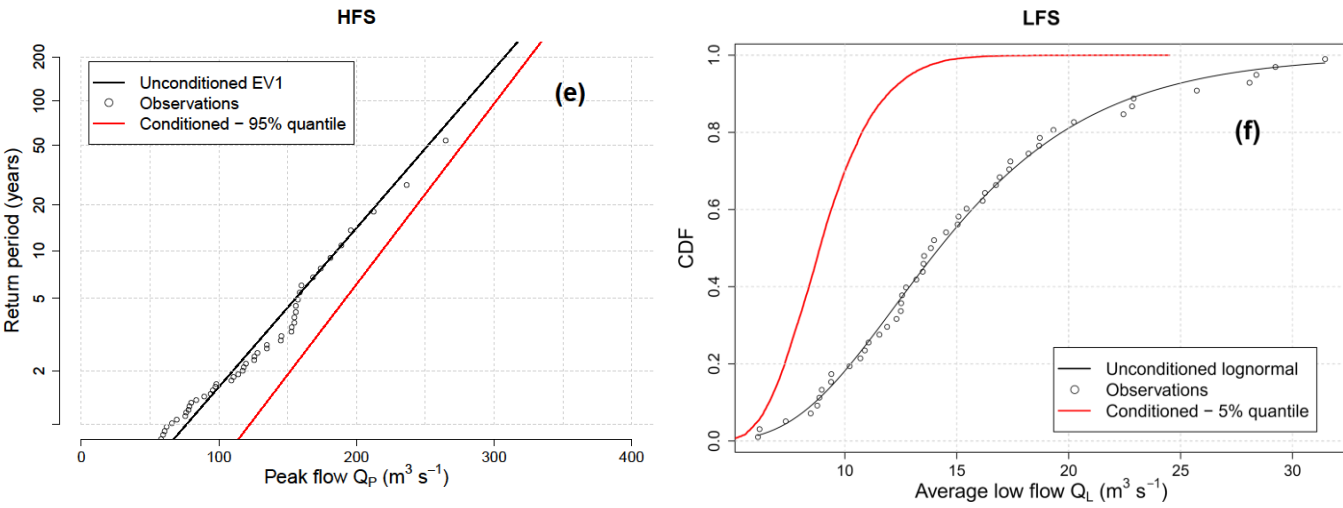 HFS
Return period (years)
200
100
50
20
10
5
2
Unconditioned EV1
Observations
Conditioned − 95% quantile
(e)
0
100
200
300
400
Peak flow Q_P (m³ s⁻¹)
LFS
CDF
1.0
0.8
0.6
0.4
0.2
0.0
(f)
Unconditioned lognormal
Observations
Conditioned − 5% quantile
10
15
20
25
30
Average low flow Q_L (m³ s⁻¹)